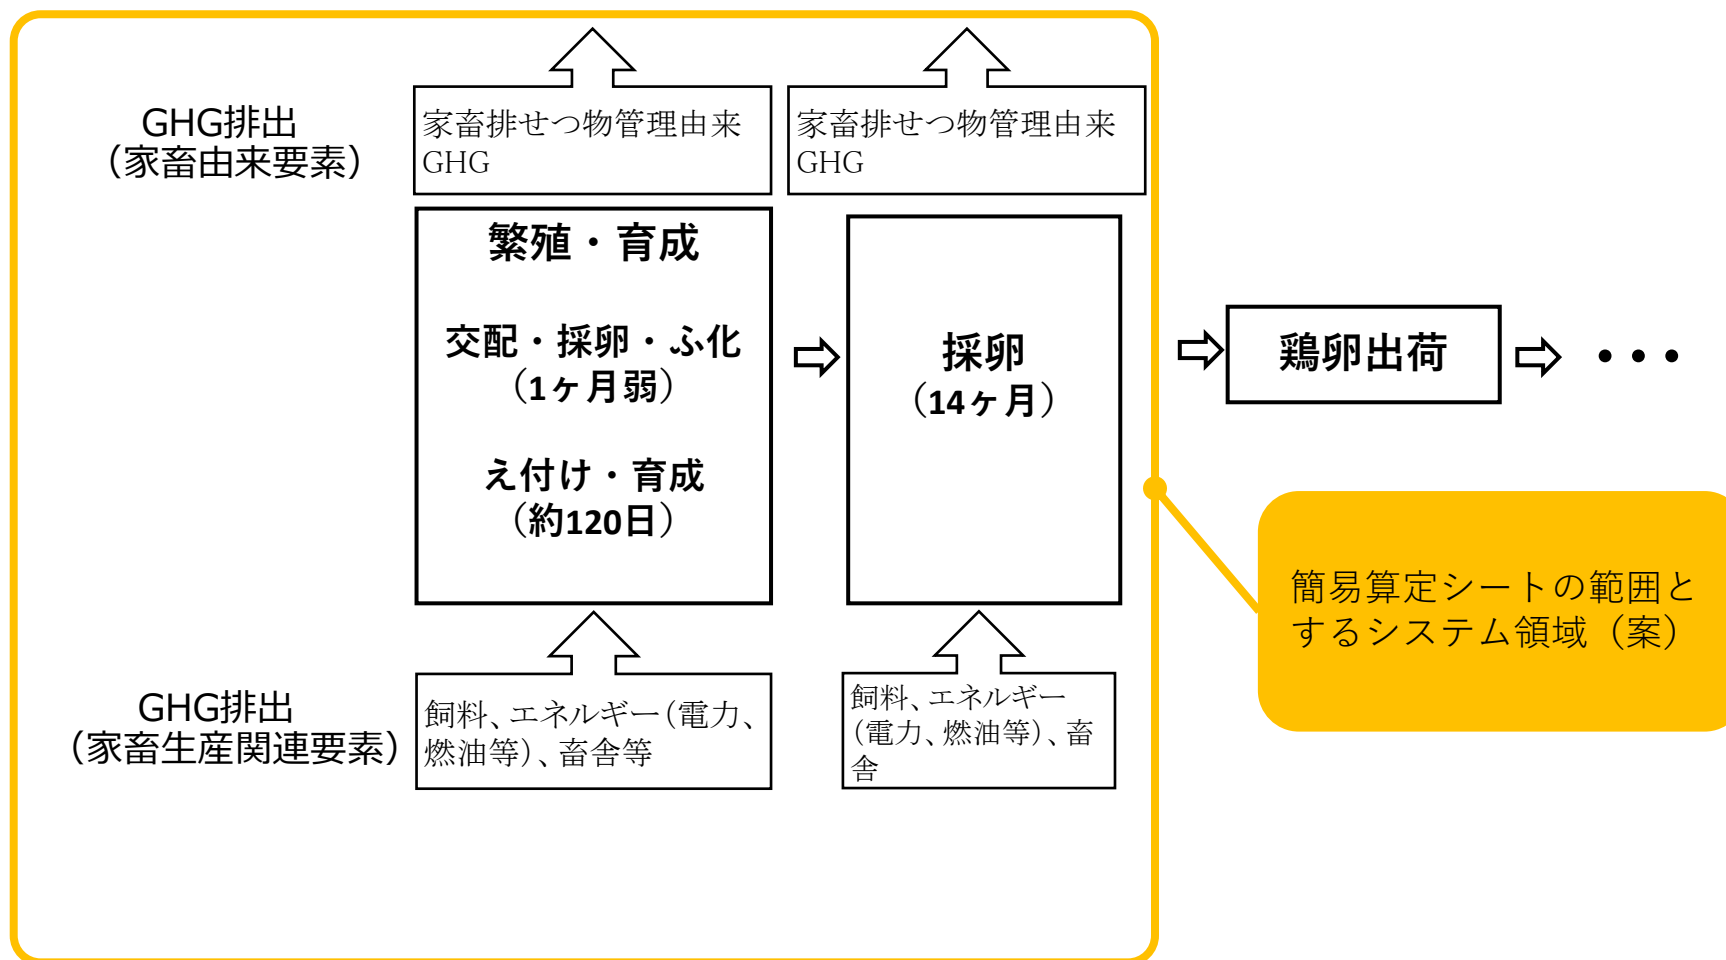 GHG排出
（家畜由来要素）
家畜排せつ物管理由来
GHG
家畜排せつ物管理由来
GHG
繁殖・育成
交配・採卵・ふ化
（1ヶ月弱）
え付け・育成
（約120日）
採卵
（14ヶ月）
鶏卵出荷
・・・
簡易算定シートの範囲と
するシステム領域（案）
GHG排出
（家畜生産関連要素）
飼料、エネルギー（電力、
燃油等）、畜舎等
飼料、エネルギー
（電力、燃油等）、畜
舎